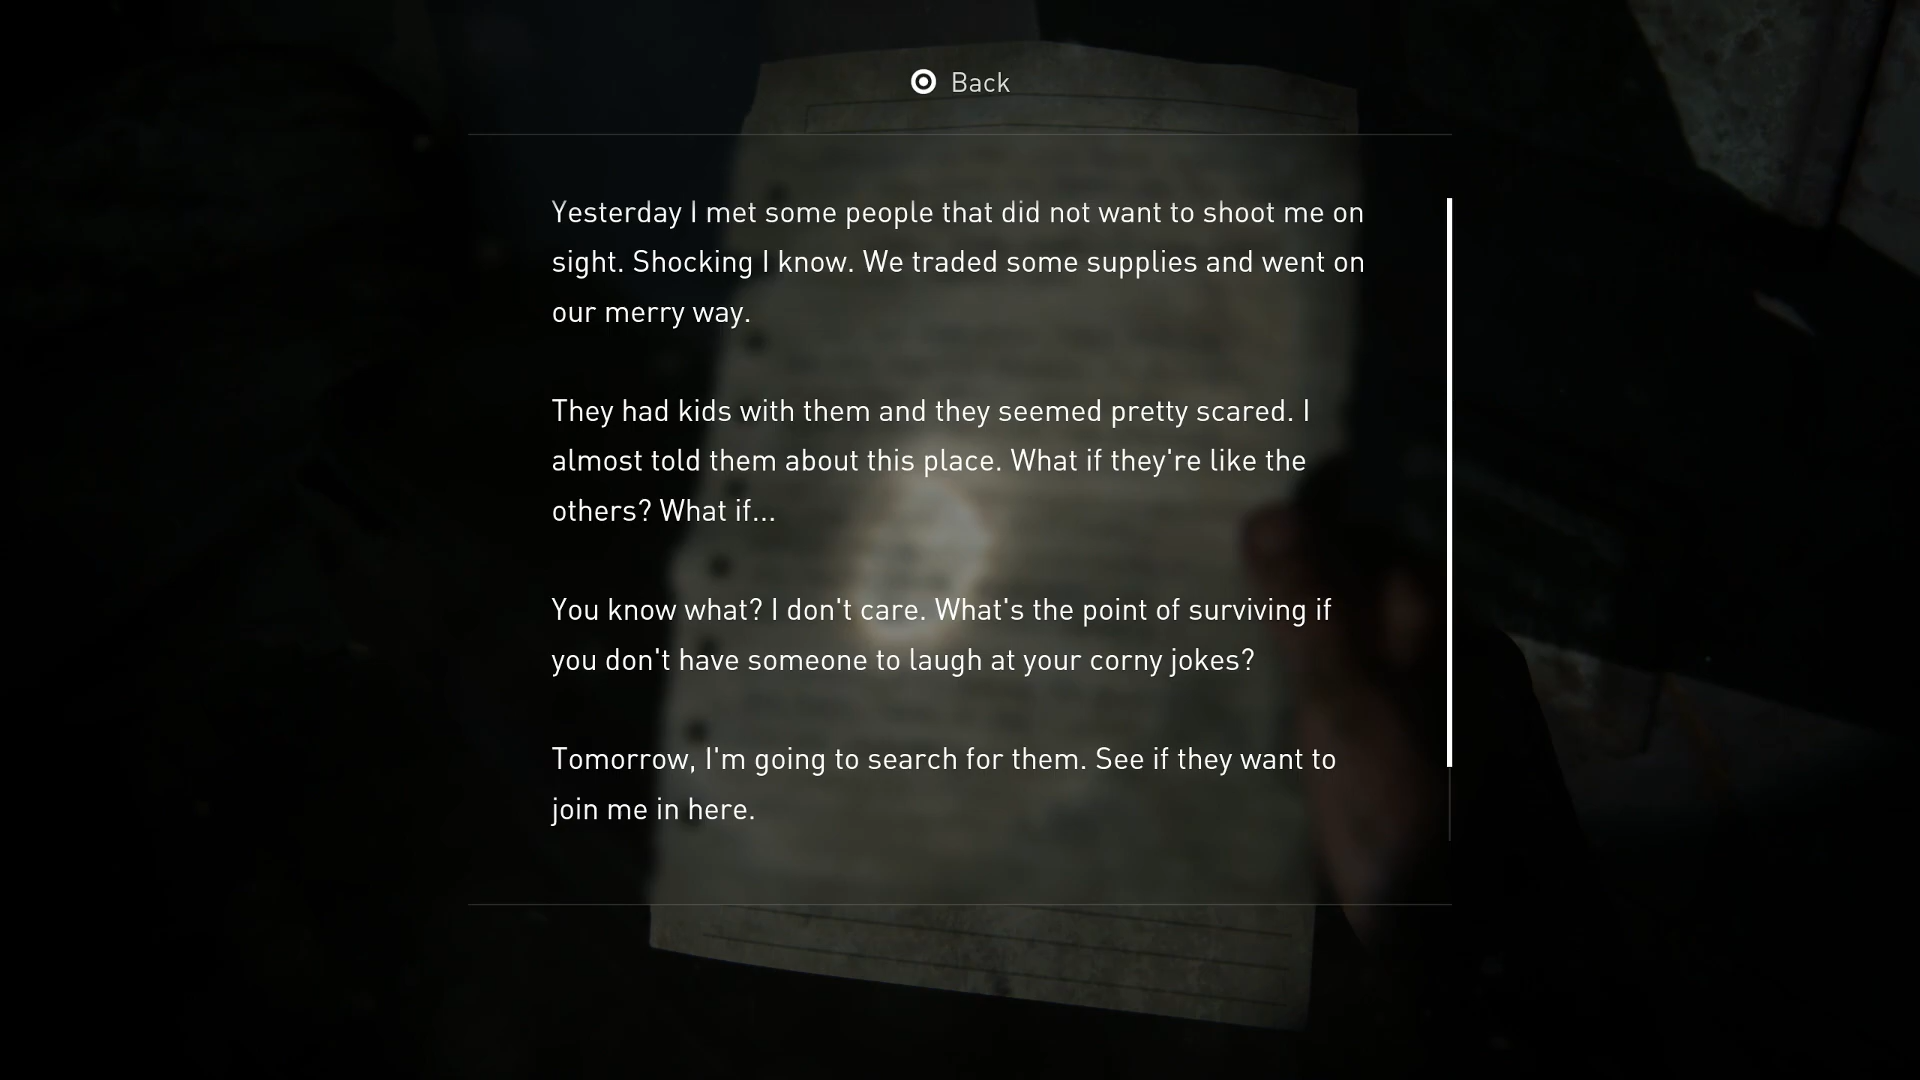 Back
Yesterday I met some people that did not want to shoot me on
sight. Shocking I know. We traded some supplies and went on
our merry way.
They had kids with them and they seemed pretty scared. I
almost told them about this place. What if they're like the
others? What if...
You know what? I don't care. What's the point of surviving if
you don't have someone to laugh at your corny jokes?
Tomorrow, I'm going to search for them. See if they want to
join me in here.